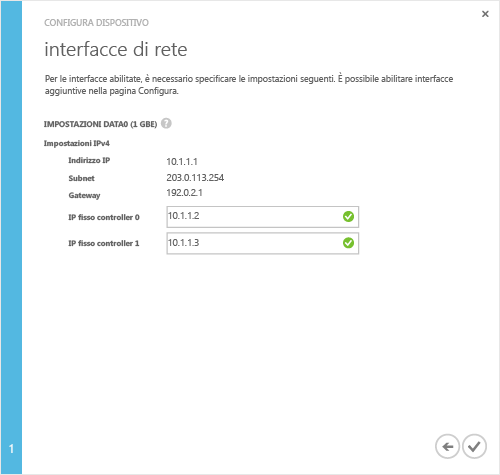 CONFIGURA DISPOSITIVO
interfacce di rete
Per le interfacce abilitate, è necessario specificare le impostazioni seguenti. È possibile abilitare interfacce
aggiuntive nella pagina Configura.
IMPOSTAZIONI DATA0 (1 GBE) ?
Impostazioni IPv4
Indirizzo IP 10.1.1.1
Subnet 203.0.113.254
Gateway 192.0.2.1
IP fisso controller 0 10.1.1.2
IP fisso controller 1 10.1.1.3
1